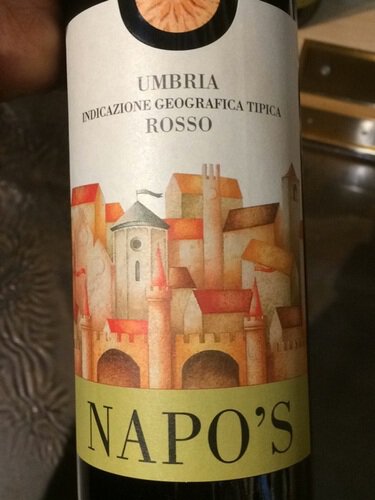 UMBRIA
INDICAZIONE GEOGRAFICA TIPICA
ROSSO
NAPO'S